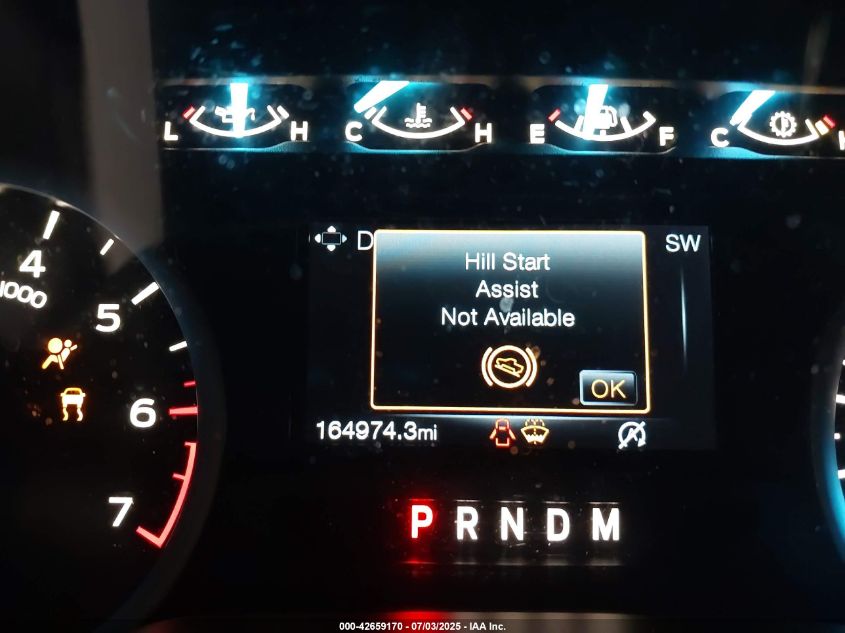 L H C H E F C
D SW
Hill Start
Assist
Not Available
OK
4
5
6
7
164974.3mi
P R N D M
000-42659170 - 07/03/2025 - IAA Inc.